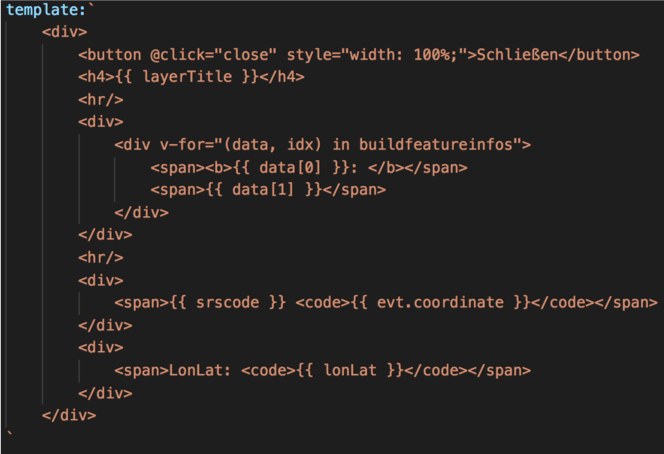 template:`
    <div>
        <button @click="close" style="width: 100%;">Schließen</button>
        <h4>{{ layerTitle }}</h4>
        <hr/>
        <div>
            <div v-for="(data, idx) in buildfeatureinfos">
                <span><b>{{ data[0] }}: </b></span>
                <span>{{ data[1] }}</span>
            </div>
        </div>
        <hr/>
        <div>
            <span>{{ srscode }} <code>{{ evt.coordinate }}</code></span>
        </div>
        <div>
            <span>LonLat: <code>{{ lonLat }}</code></span>
        </div>
    </div>
`